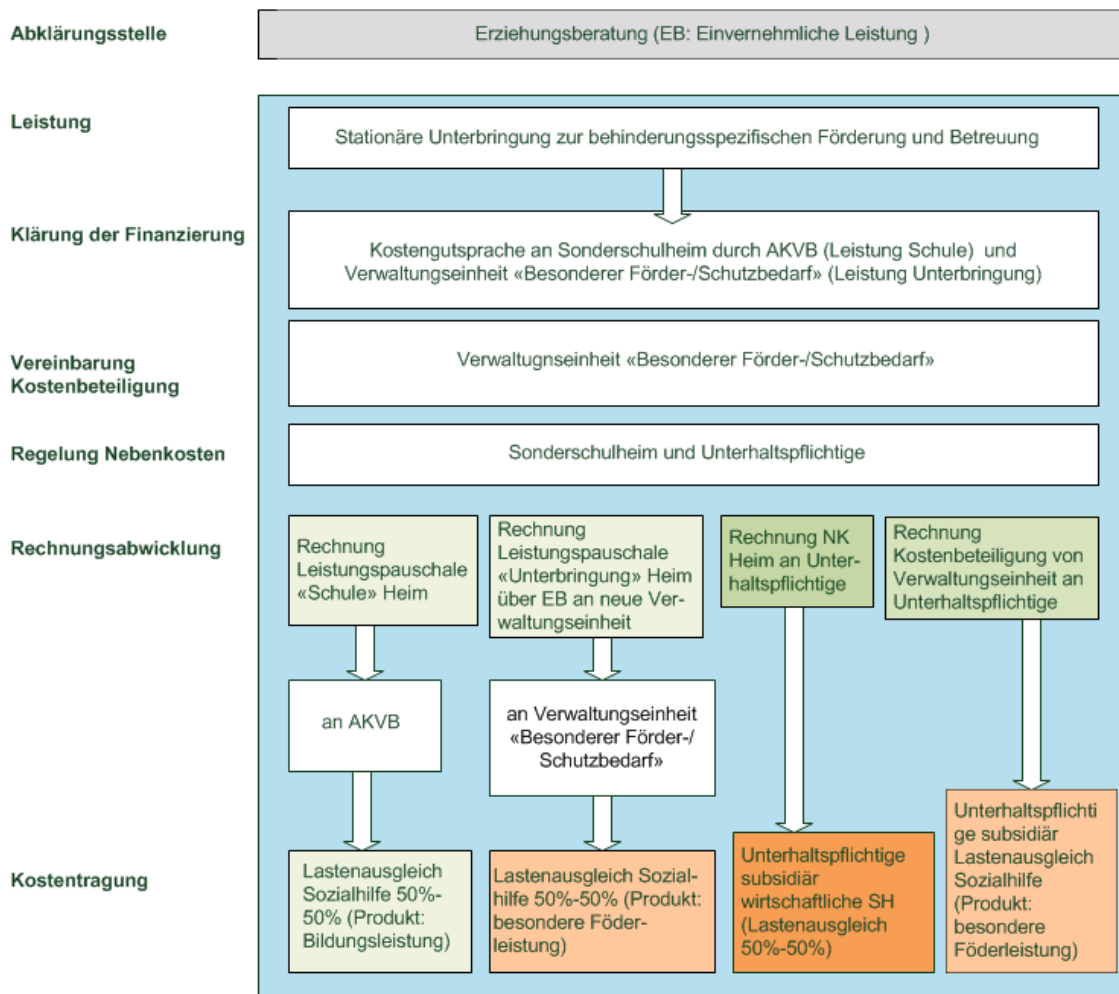 Abklärungsstelle
Erziehungsberatung (EB: Einvernehmliche Leistung )
Leistung
Stationäre Unterbringung zur behinderungsspezifischen Förderung und Betreuung
Klärung der Finanzierung
Kostengutsprache an Sonderschulheim durch AKVB (Leistung Schule) und
Verwaltungseinheit «Besonderer Förder-/Schutzbedarf» (Leistung Unterbringung)
Vereinbarung
Kostenbeteiligung
Verwaltugnseinheit «Besonderer Förder-/Schutzbedarf»
Regelung Nebenkosten
Sonderschulheim und Unterhaltspflichtige
Rechnungsabwicklung
Rechnung
Leistungspauschale
«Schule» Heim
Rechnung
Leistungspauschale
«Unterbringung» Heim
über EB an neue Ver-
waltungseinheit
Rechnung NK
Heim an Unter-
haltspflichtige
Rechnung
Kostenbeteiligung von
Verwaltungseinheit an
Unterhaltspflichtige
an AKVB
an Verwaltungseinheit
«Besonderer Förder-/
Schutzbedarf»
Kostentragung
Lastenausgleich
Sozialhilfe 50%-
50% (Produkt:
Bildungsleistung)
Lastenausgleich Sozial-
hilfe 50%-50% (Produkt:
besondere Föder-
leistung)
Unterhaltspflichtige
subsidiär
wirtschaftliche SH
(Lastenausgleich
50%-50%)
Unterhaltspflichti
ge subsidiär
Lastenausgleich
Sozialhilfe
(Produkt:
besondere
Föderleistung)